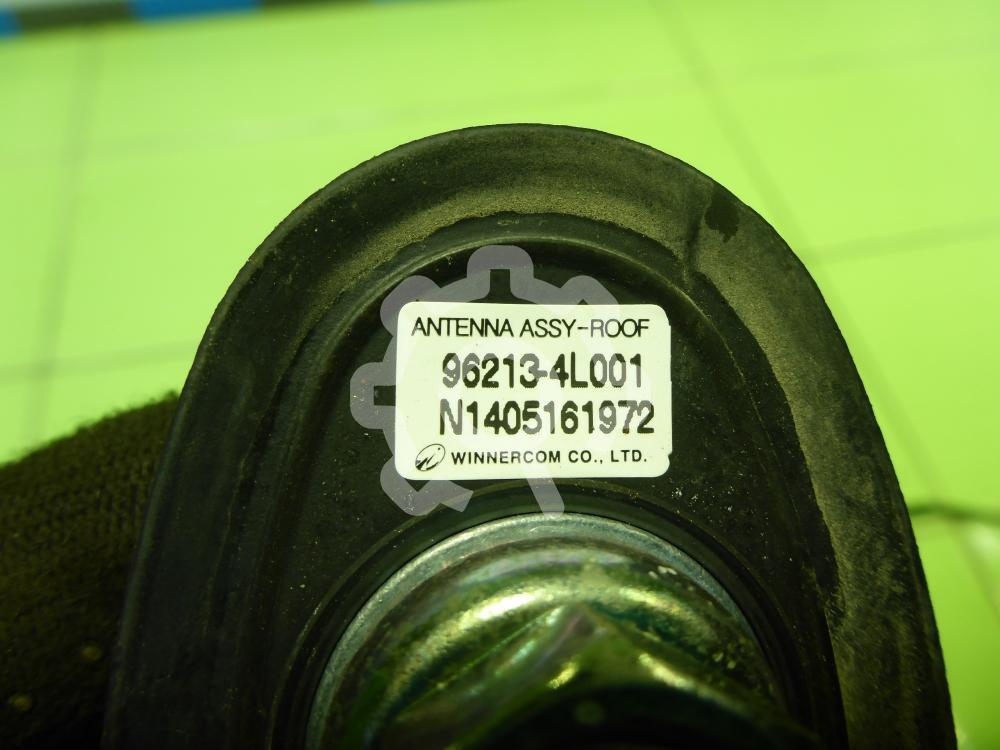 ANTENNA ASSY-ROOF
96213-4L001
N1405161972
WINNERCOM CO., LTD.